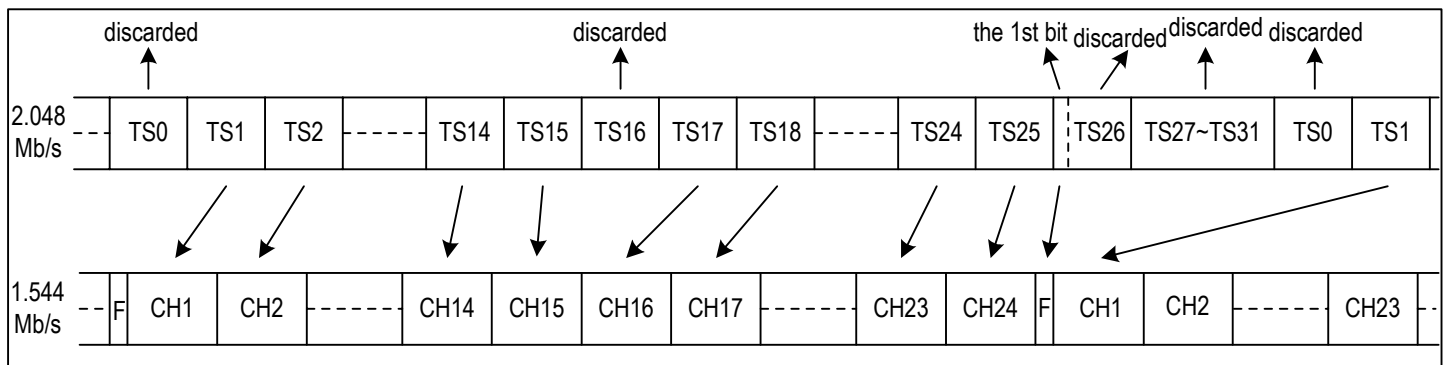 discarded discarded the 1st bit discarded discarded discarded
2.048 Mb/s TS0 TS1 TS2 TS14 TS15 TS16 TS17 TS18 TS24 TS25 TS26 TS27~TS31 TS0 TS1
1.544 Mb/s F CH1 CH2 CH14 CH15 CH16 CH17 CH23 CH24 F CH1 CH2 CH23